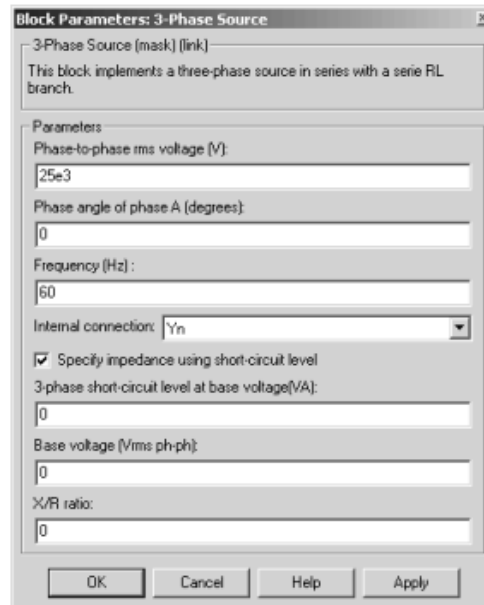 Block Parameters: 3-Phase Source
3-Phase Source (mask) (link)
This block implements a three-phase source in series with a serie RL
branch.
Parameters
Phase-to-phase rms voltage (V):
25e3
Phase angle of phase A (degrees):
0
Frequency (Hz) :
60
Internal connection: Yn
Specify impedance using short-circuit level
3-phase short-circuit level at base voltage(VA):
0
Base voltage (Vrms ph-ph):
0
X/R ratio:
0
OK Cancel Help Apply